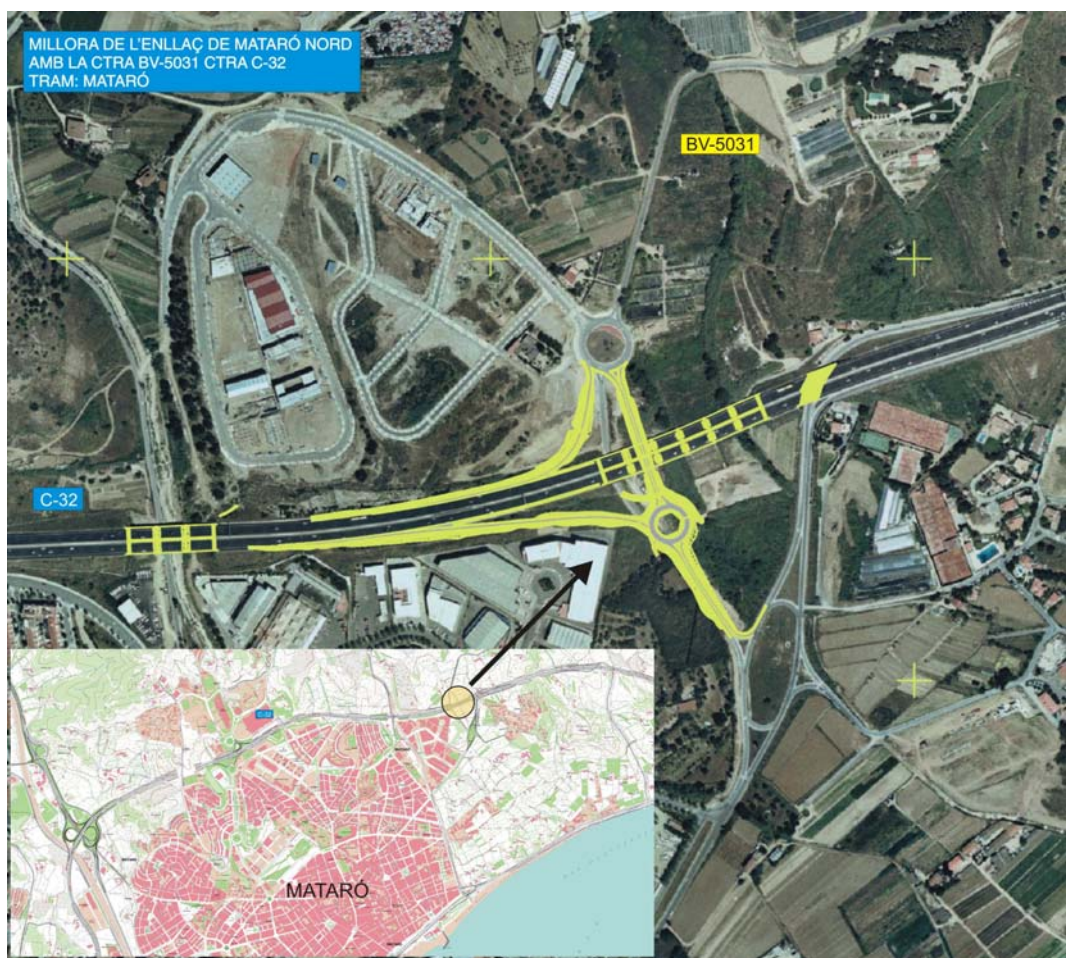 MILLORA DE L'ENLLAÇ DE MATARÓ NORD
AMB LA CTRA BV-5031 CTRA C-32
TRAM: MATARÓ
BV-5031
C-32
C-32
MATARÓ